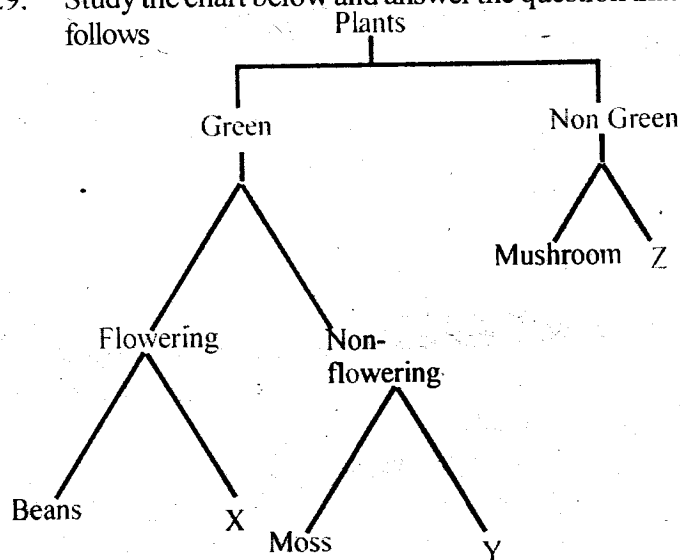 9. Study the chart below and answer the question
follows
Plants
Green
Non Green
Mushroom Z
Flowering
Non-
flowering
Beans
X
Moss
Y